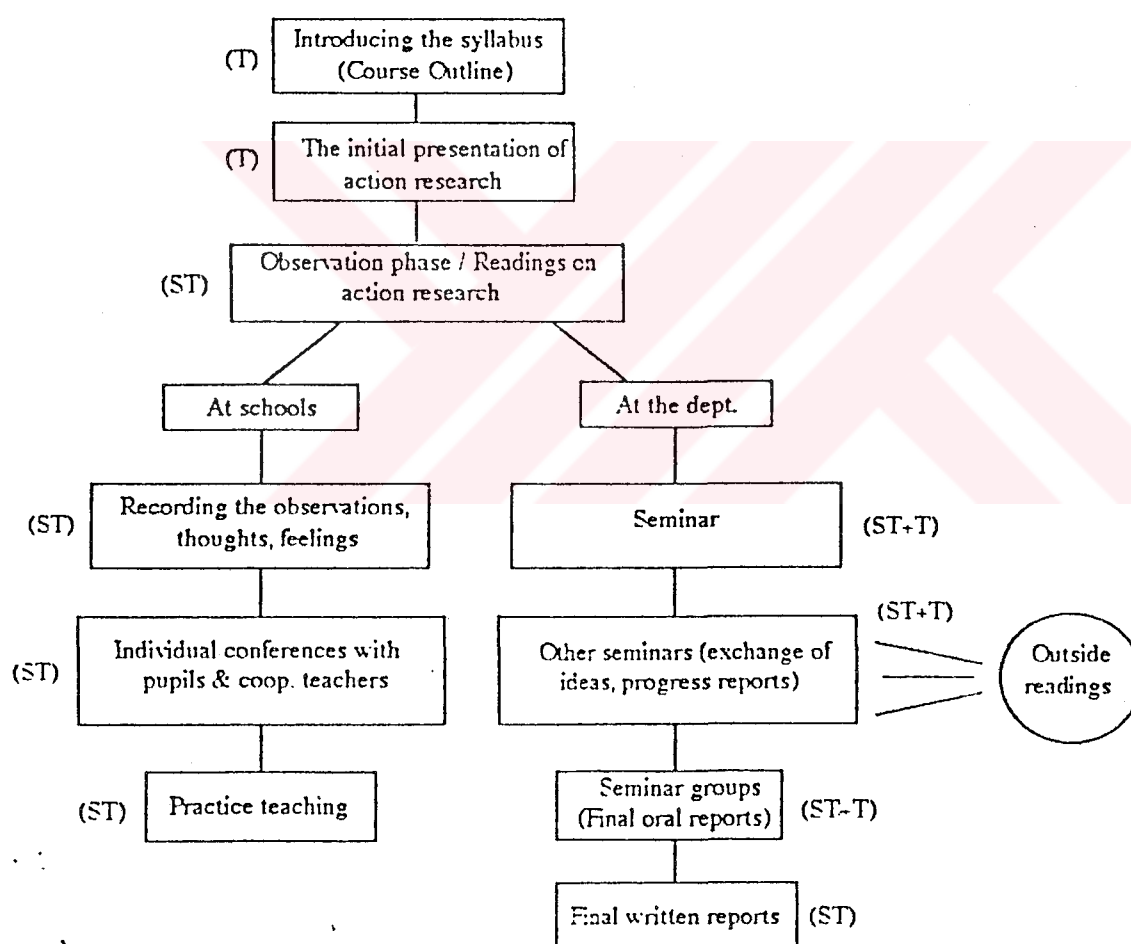 (T)
Introducing the syllabus
(Course Outline)
(T)
The initial presentation of
action research
(ST)
Observation phase / Readings on
action research
At schools
At the dept.
(ST)
Recording the observations,
thoughts, feelings
Seminar
(ST+T)
(ST)
Individual conferences with
pupils & coop. teachers
Other seminars (exchange of
ideas, progress reports)
(ST+T)
Outside
readings
(ST)
Practice teaching
Seminar groups
(Final oral reports)
(ST+T)
Final written reports
(ST)